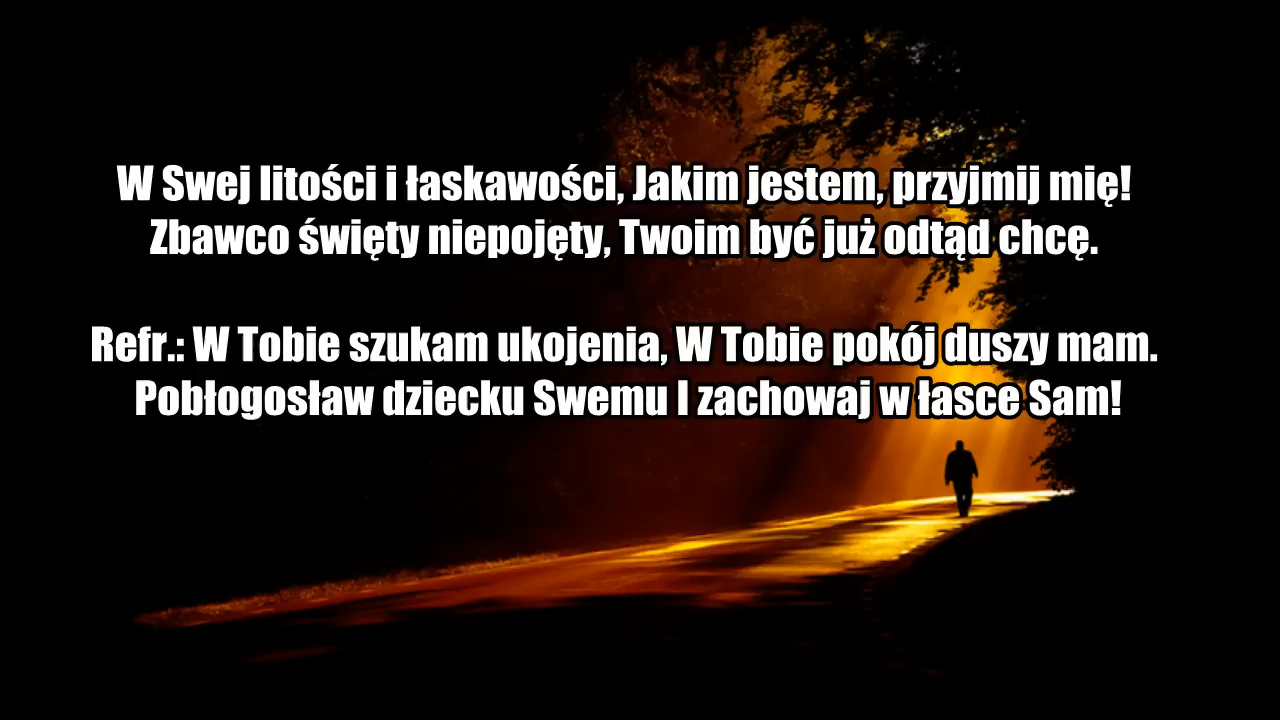 W Swej litości i łaskawości, Jakim jestem, przyjmij mię!
Zbawco święty niepojęty, Twoim być już odtąd chcę.
Refr.: W Tobie szukam ukojenia, W Tobie pokój duszy mam.
Pobłogosław dziecku Swemu I zachowaj w łasce Sam!